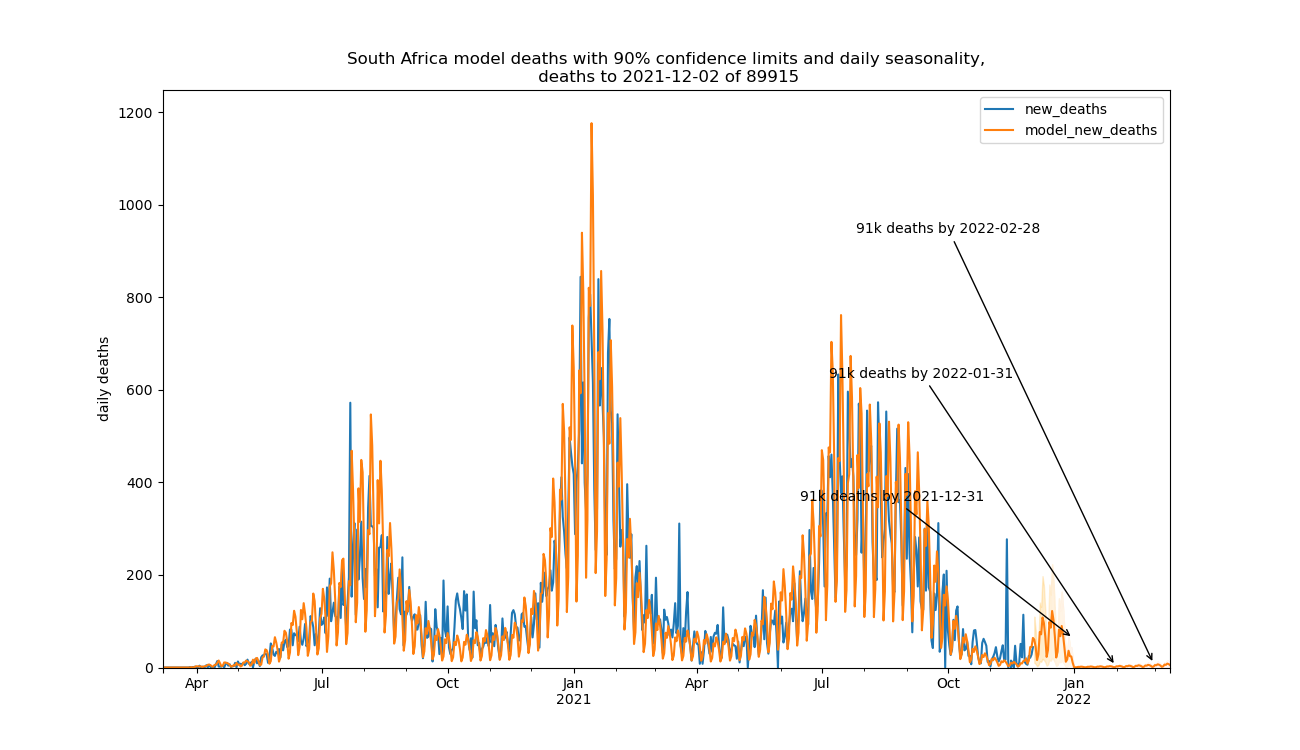 South Africa model deaths with 90% confidence limits and daily seasonality,
deaths to 2021-12-02 of 89915
1200
1000
800
600
400
200
0
daily deaths
new_deaths
model_new_deaths
91k deaths by 2022-02-28
91k deaths by 2022-01-31
91k deaths by 2021-12-31
Apr
Jul
Oct
Jan
2021
Apr
Jul
Oct
Jan
2022